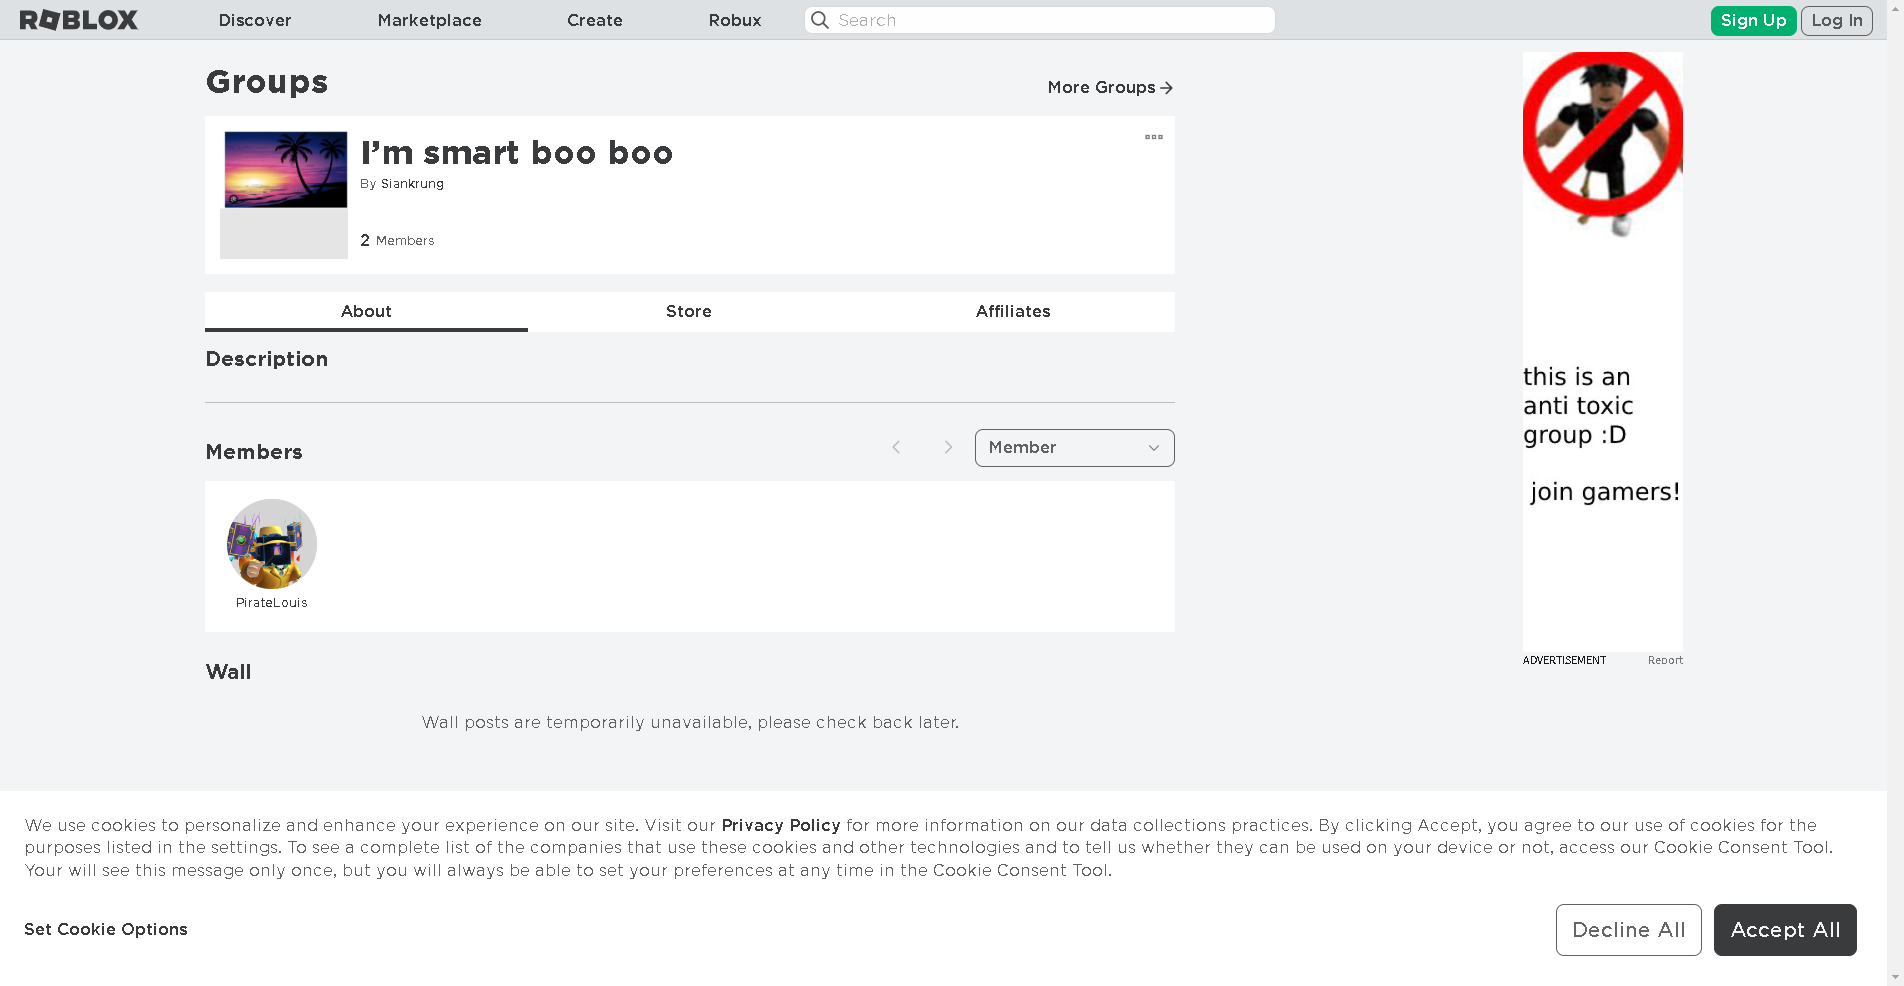 ROBLOX
Discover
Marketplace
Create
Robux
Search
Sign Up
Log In
Groups
More Groups
I'm smart boo boo
By Siankrung
2 Members
About
Store
Affiliates
Description
Members
Member
PirateLouis
Wall
Wall posts are temporarily unavailable, please check back later.
this is an
anti toxic
group :D
join gamers!
ADVERTISEMENT
Report
We use cookies to personalize and enhance your experience on our site. Visit our Privacy Policy for more information on our data collections practices. By clicking Accept, you agree to our use of cookies for the
purposes listed in the settings. To see a complete list of the companies that use these cookies and other technologies and to tell us whether they can be used on your device or not, access our Cookie Consent Tool.
Your will see this message only once, but you will always be able to set your preferences at any time in the Cookie Consent Tool.
Set Cookie Options
Decline All
Accept All